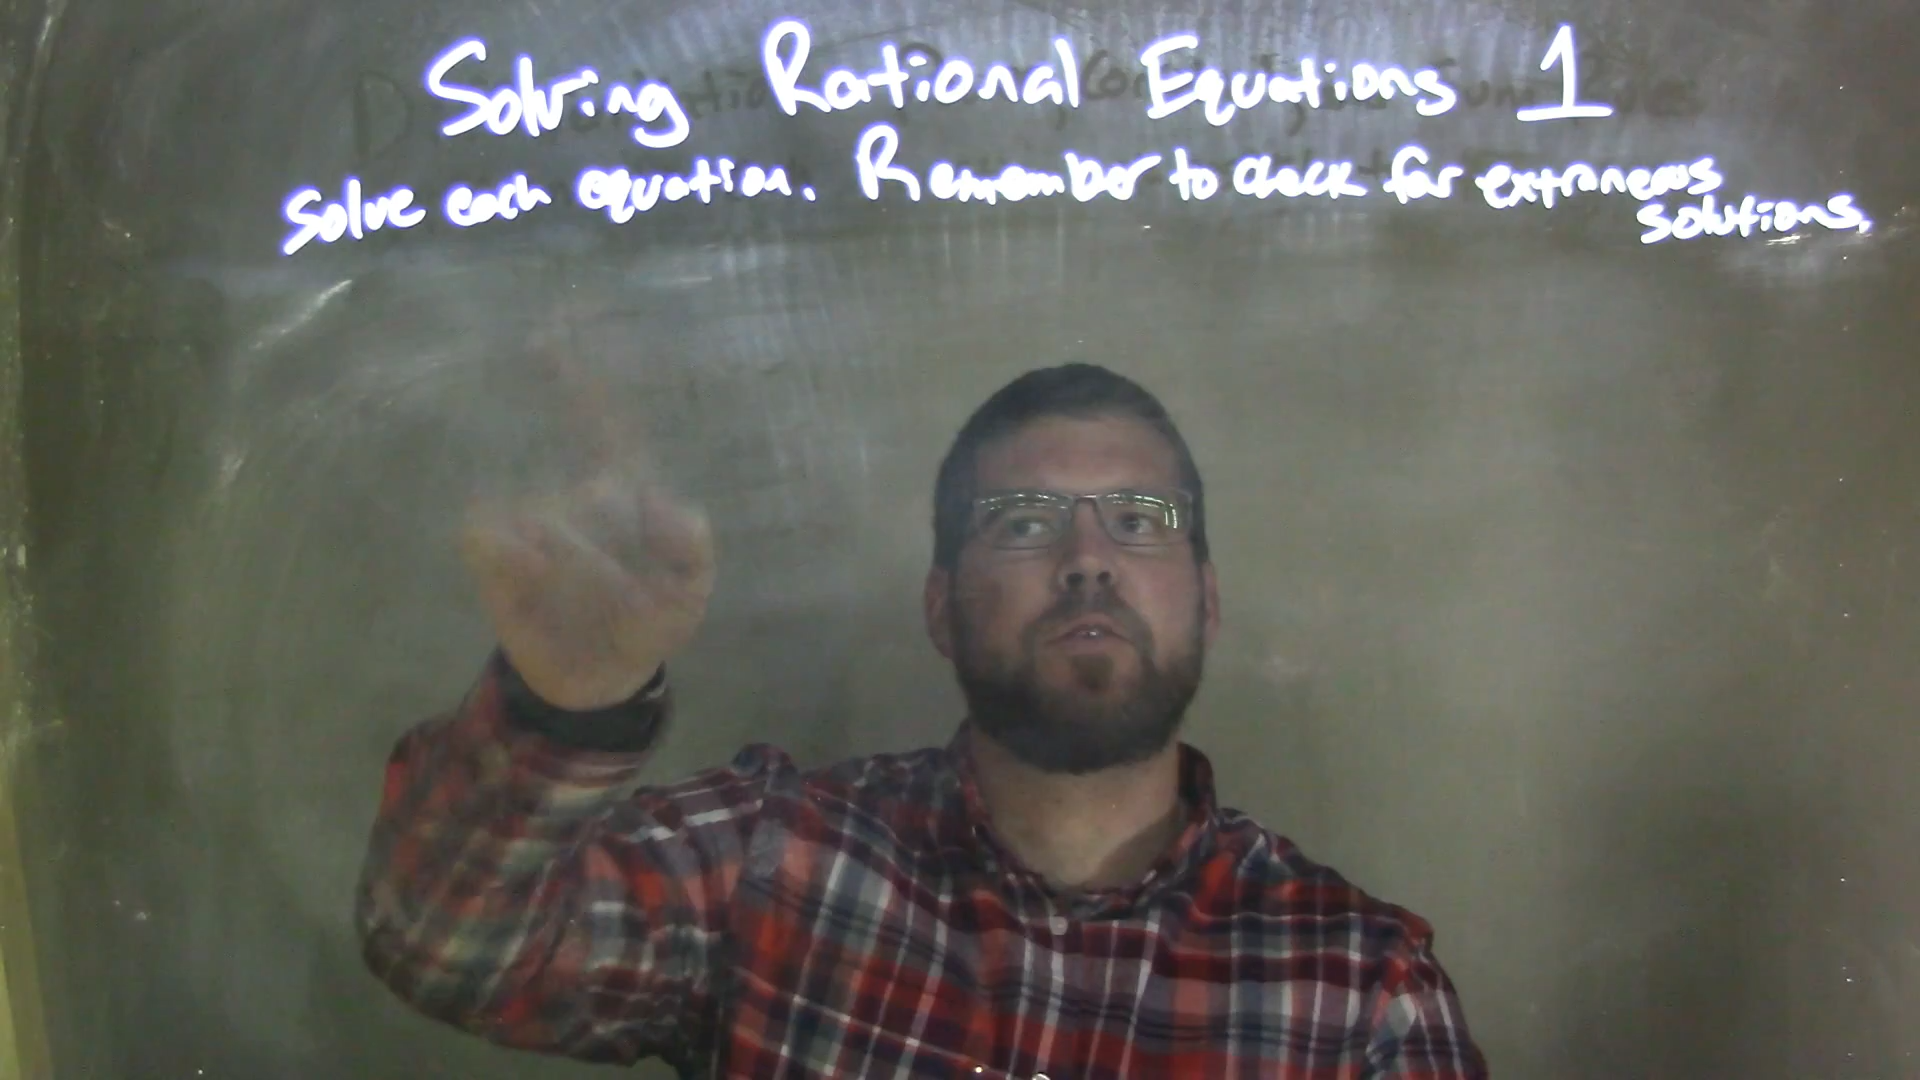 Solving Rational Equations 1
Solve each equation. Remember to check for extraneous
solutions.